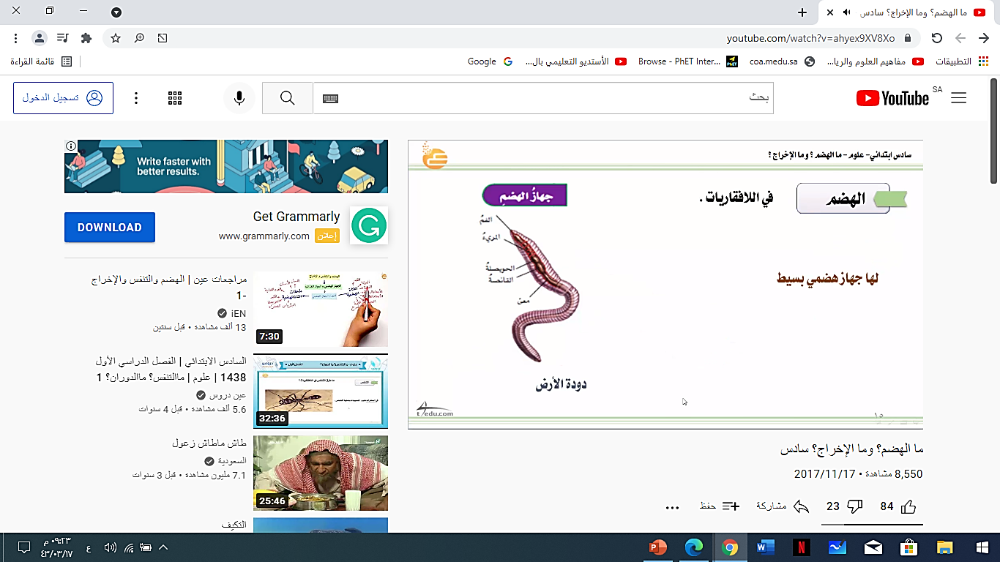 ما الهضم؟ وما الإخراج؟ سادس
youtube.com/watch?v=ahyex9XV8Xo
التطبيقات
مفاهيم العلوم والريا...
coa.medu.sa
Browse - PhET Inter...
الأستديو التعليمي بال...
Google
قائمة القراءة
YouTube SA
بحث
تسجيل الدخول
سادس ابتدائي- علوم - ما الهضم؟ وما الإخراج؟
الهضم
في اللافقاريات .
جهازُ الهضمِ
الفمُ
المريءُ
الحويصلةُ
القانصةُ
معىً
لها جهاز هضمي بسيط
دودة الأرض
t4edu.com
١٥
ما الهضم؟ وما الإخراج؟ سادس
8,550 مشاهدة • 2017/11/17
84
23
مشاركة
حفظ
Write faster with
better results.
Get Grammarly
إعلان www.grammarly.com
DOWNLOAD
مراجعات عين | الهضم والتنفس والإخراج
-1
iEN
13 ألف مشاهدة • قبل سنتين
7:30
السادس الابتدائي | الفصل الدراسي الأول
1438 | علوم | ماالتنفس؟ ماالدوران؟ 1
عين دروس
5.6 ألف مشاهدة • قبل 4 سنوات
32:36
طاش ماطاش زعول
السعودية
7.1 مليون مشاهدة • قبل 3 سنوات
25:46
التكيف
ع
٠٩:٢٣ م
٤٣/٠٣/١٧